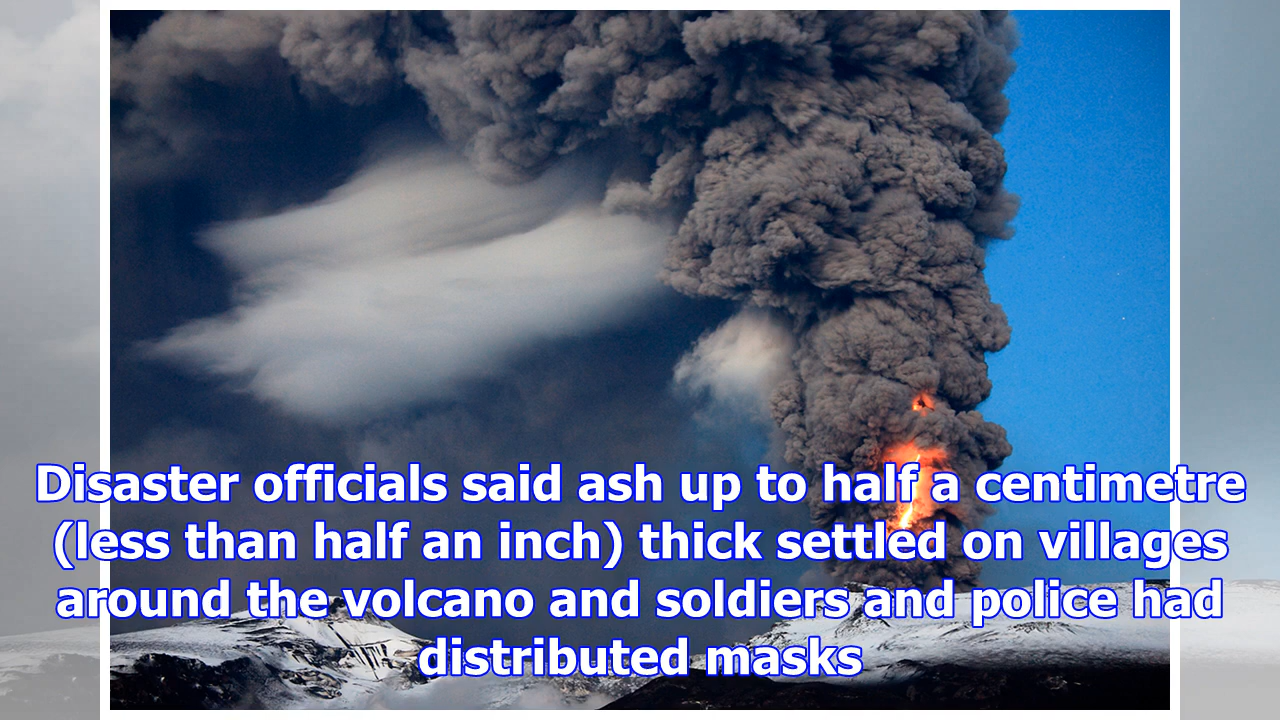 Disaster officials said ash up to half a centimetre
(less than half an inch) thick settled on villages
around the volcano and soldiers and police had
distributed masks